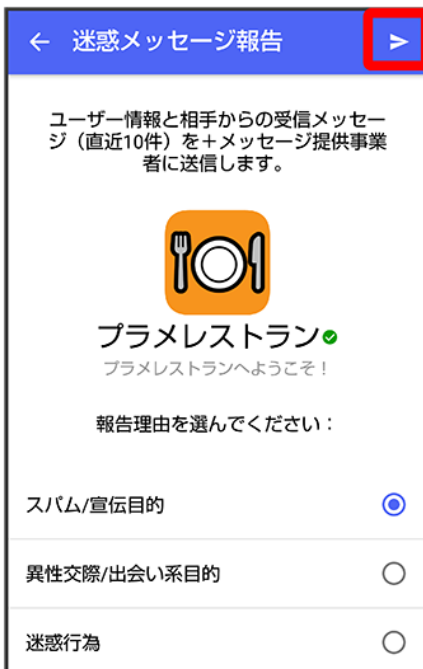 迷惑メッセージ報告
ユーザー情報と相手からの受信メッセー
ジ（直近10件）を＋メッセージ提供事業
者に送信します。
プラメレストラン
プラメレストランへようこそ！
報告理由を選んでください：
スパム/宣伝目的
異性交際/出会い系目的
迷惑行為